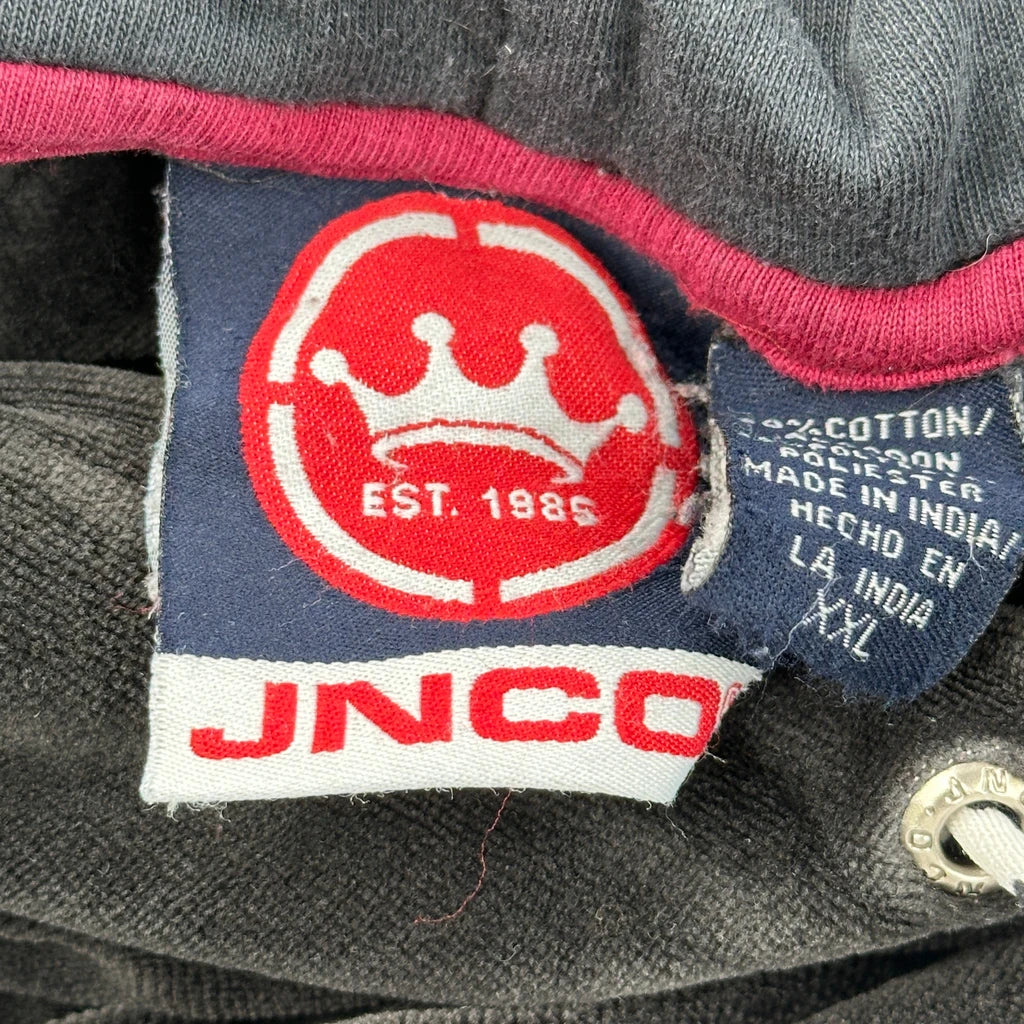 EST. 1985
JNCO
COTTON/
POLIESTER
MADE IN INDIA/
HECHO EN
LA INDIA
XXL